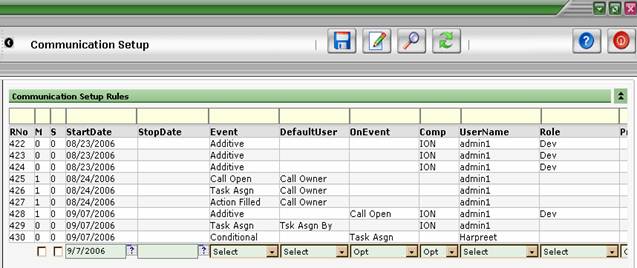 Communication Setup
Communication Setup Rules
RNo M S StartDate StopDate Event DefaultUser OnEvent Comp UserName Role
422 0 0 08/23/2006 Additive ION admin1 Dev
423 0 0 08/23/2006 Additive ION admin1 Dev
424 0 0 08/23/2006 Additive ION admin1 Dev
425 1 0 08/24/2006 Call Open Call Owner admin1
426 1 0 08/24/2006 Task Asgn Call Owner admin1
427 1 0 08/24/2006 Action Filled Call Owner admin1
428 1 0 09/07/2006 Additive Call Open ION admin1 Dev
429 0 0 09/07/2006 Task Asgn Tsk Asgn By ION admin1
430 0 0 09/07/2006 Conditional Task Asgn Harpreet
9/7/2006 ? ? Select Select Opt Opt Select Select